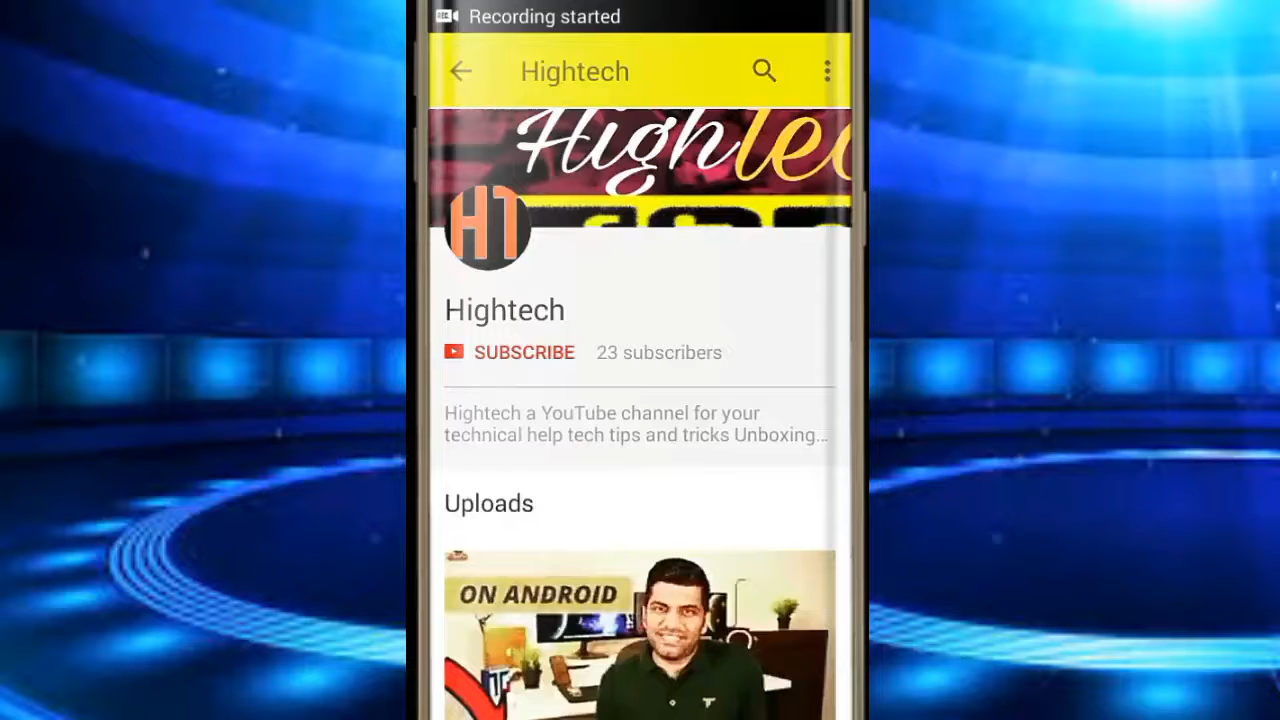 Recording started
Hightech
Hightec
HT
Hightech
SUBSCRIBE 23 subscribers
Hightech a YouTube channel for your
technical help tech tips and tricks Unboxing...
Uploads
ON ANDROID